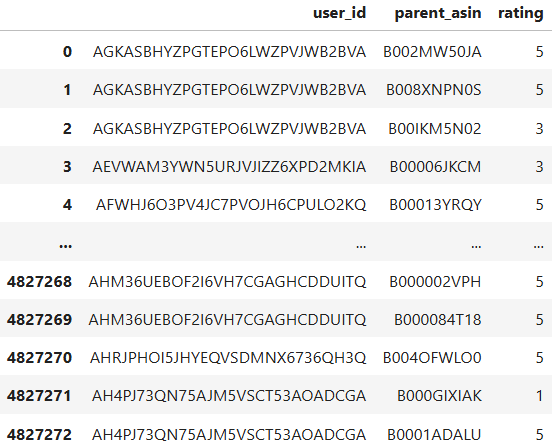 user_id parent_asin rating
0 AGKASBHYZPGTEPO6LWZPVJWB2BVA B002MW50JA 5
1 AGKASBHYZPGTEPO6LWZPVJWB2BVA B008XNPN0S 5
2 AGKASBHYZPGTEPO6LWZPVJWB2BVA B00IKM5N02 3
3 AEVWAM3YWN5URJVJIZZ6XPD2MKIA B00006JKCM 3
4 AFWHJ6O3PV4JC7PVOJH6CPULO2KQ B00013YRQY 5
... ... ... ...
4827268 AHM36UEBOF2I6VH7CGAGHCDDUITQ B000002VPH 5
4827269 AHM36UEBOF2I6VH7CGAGHCDDUITQ B000084T18 5
4827270 AHRJPHOI5JHYEQVSDMNX6736QH3Q B004OFWLO0 5
4827271 AH4PJ73QN75AJM5VSCT53AOADCGA B000GIXIAK 1
4827272 AH4PJ73QN75AJM5VSCT53AOADCGA B0001ADALU 5